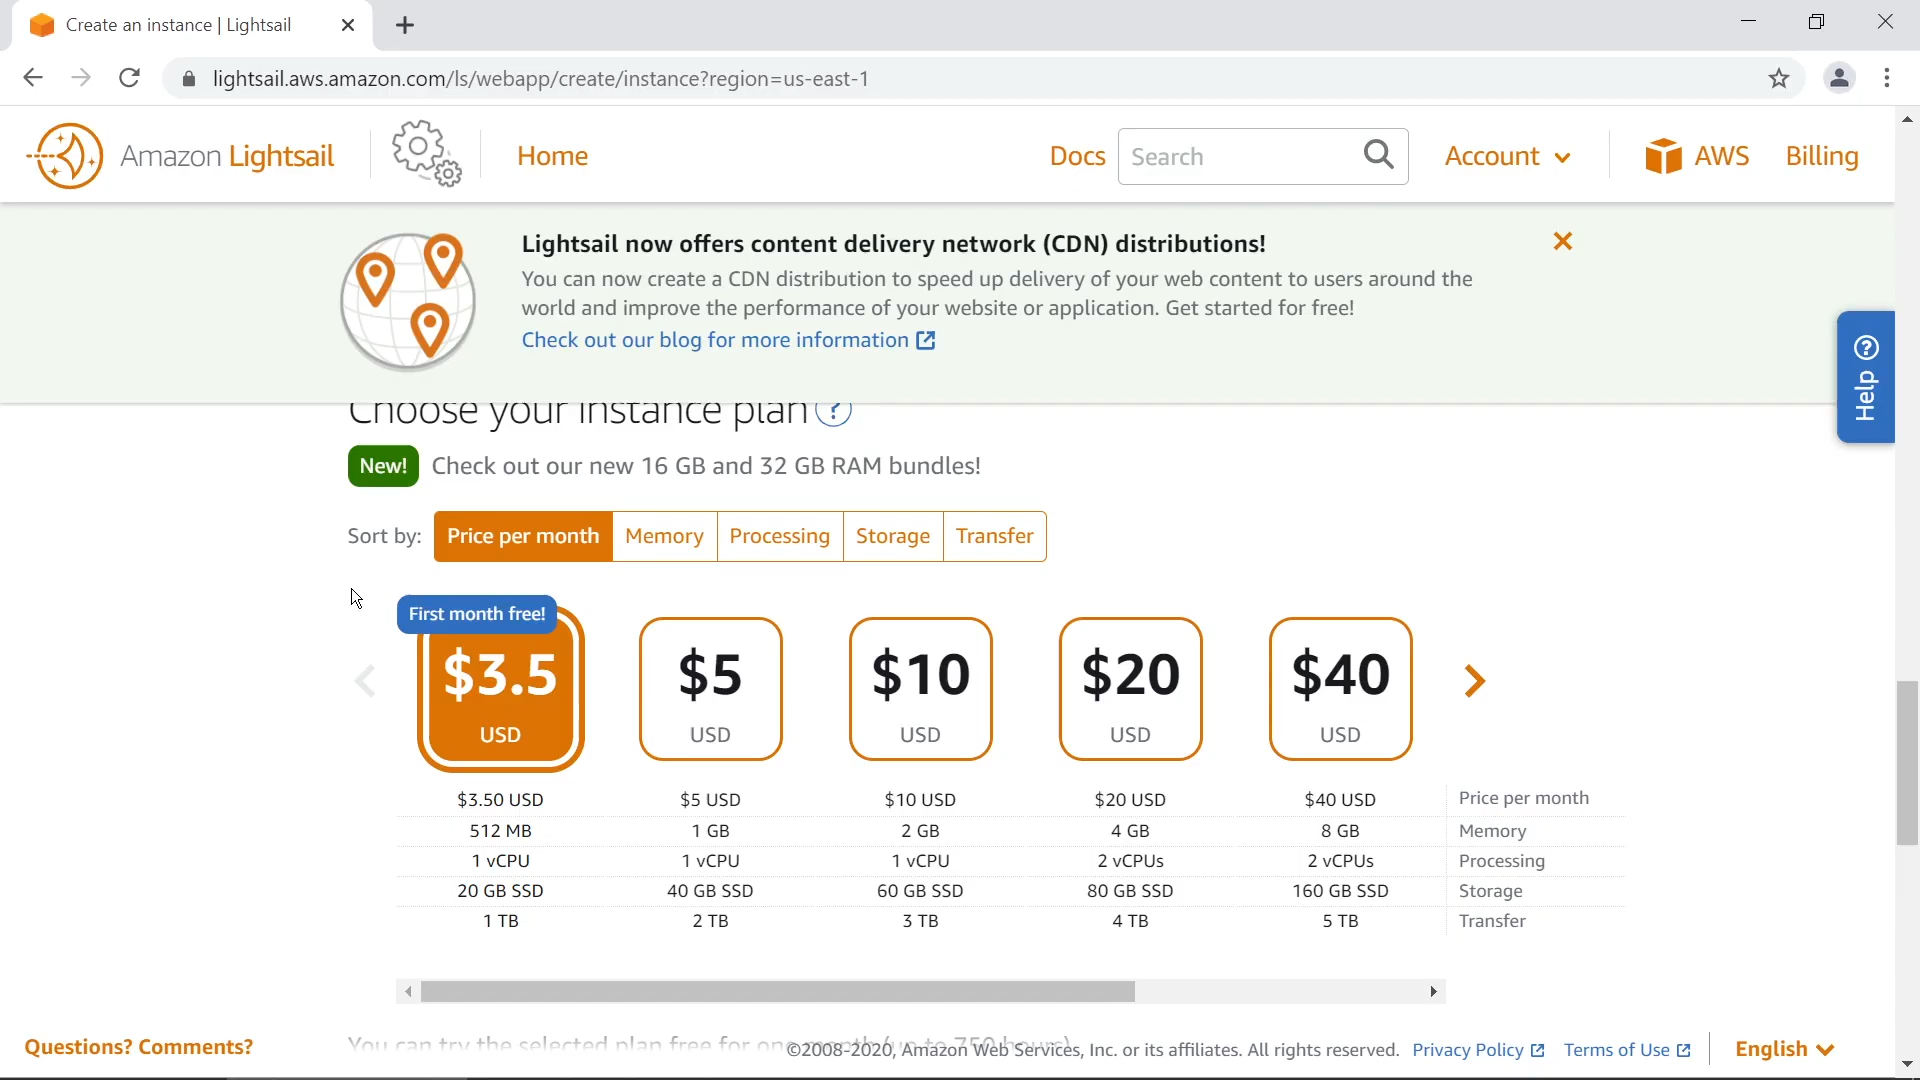 Create an instance | Lightsail
lightsail.aws.amazon.com/ls/webapp/create/instance?region=us-east-1
Amazon Lightsail
Home
Docs
Search
Account
AWS
Billing
Lightsail now offers content delivery network (CDN) distributions!
You can now create a CDN distribution to speed up delivery of your web content to users around the
world and improve the performance of your website or application. Get started for free!
Check out our blog for more information
Help ?
Choose your instance plan ?
New! Check out our new 16 GB and 32 GB RAM bundles!
Sort by: Price per month Memory Processing Storage Transfer
First month free!
$3.5 $5 $10 $20 $40
USD USD USD USD USD
$3.50 USD $5 USD $10 USD $20 USD $40 USD Price per month
512 MB 1 GB 2 GB 4 GB 8 GB Memory
1 vCPU 1 vCPU 1 vCPU 2 vCPUs 2 vCPUs Processing
20 GB SSD 40 GB SSD 60 GB SSD 80 GB SSD 160 GB SSD Storage
1 TB 2 TB 3 TB 4 TB 5 TB Transfer
You can try the selected plan free for one month (up to 750 hours).
Questions? Comments?
©2008-2020, Amazon Web Services, Inc. or its affiliates. All rights reserved. Privacy Policy Terms of Use English